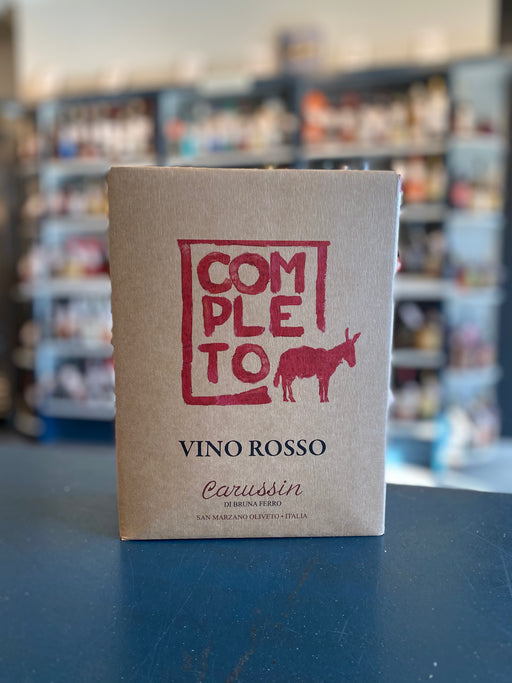 COM
PLE
TO
VINO ROSSO
Carussin
DI BRUNA FERRO
SAN MARZANO OLIVETO • ITALIA